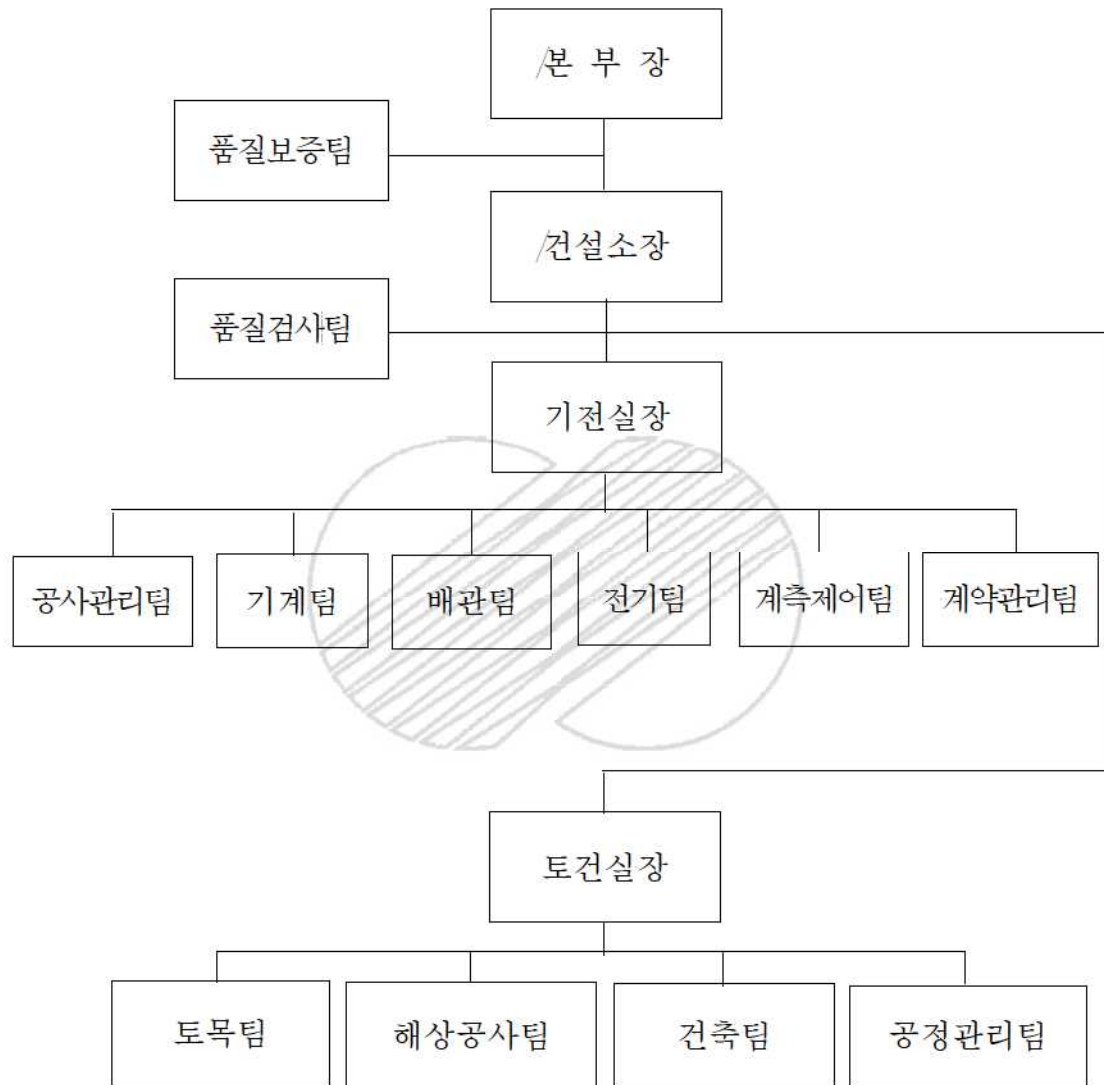 /본 부 장
품질보증팀
/건설소장
품질검사팀
기전실장
공사관리팀 기계팀 배관팀 전기팀 계측제어팀 계약관리팀
토건실장
토목팀 해상공사팀 건축팀 공정관리팀